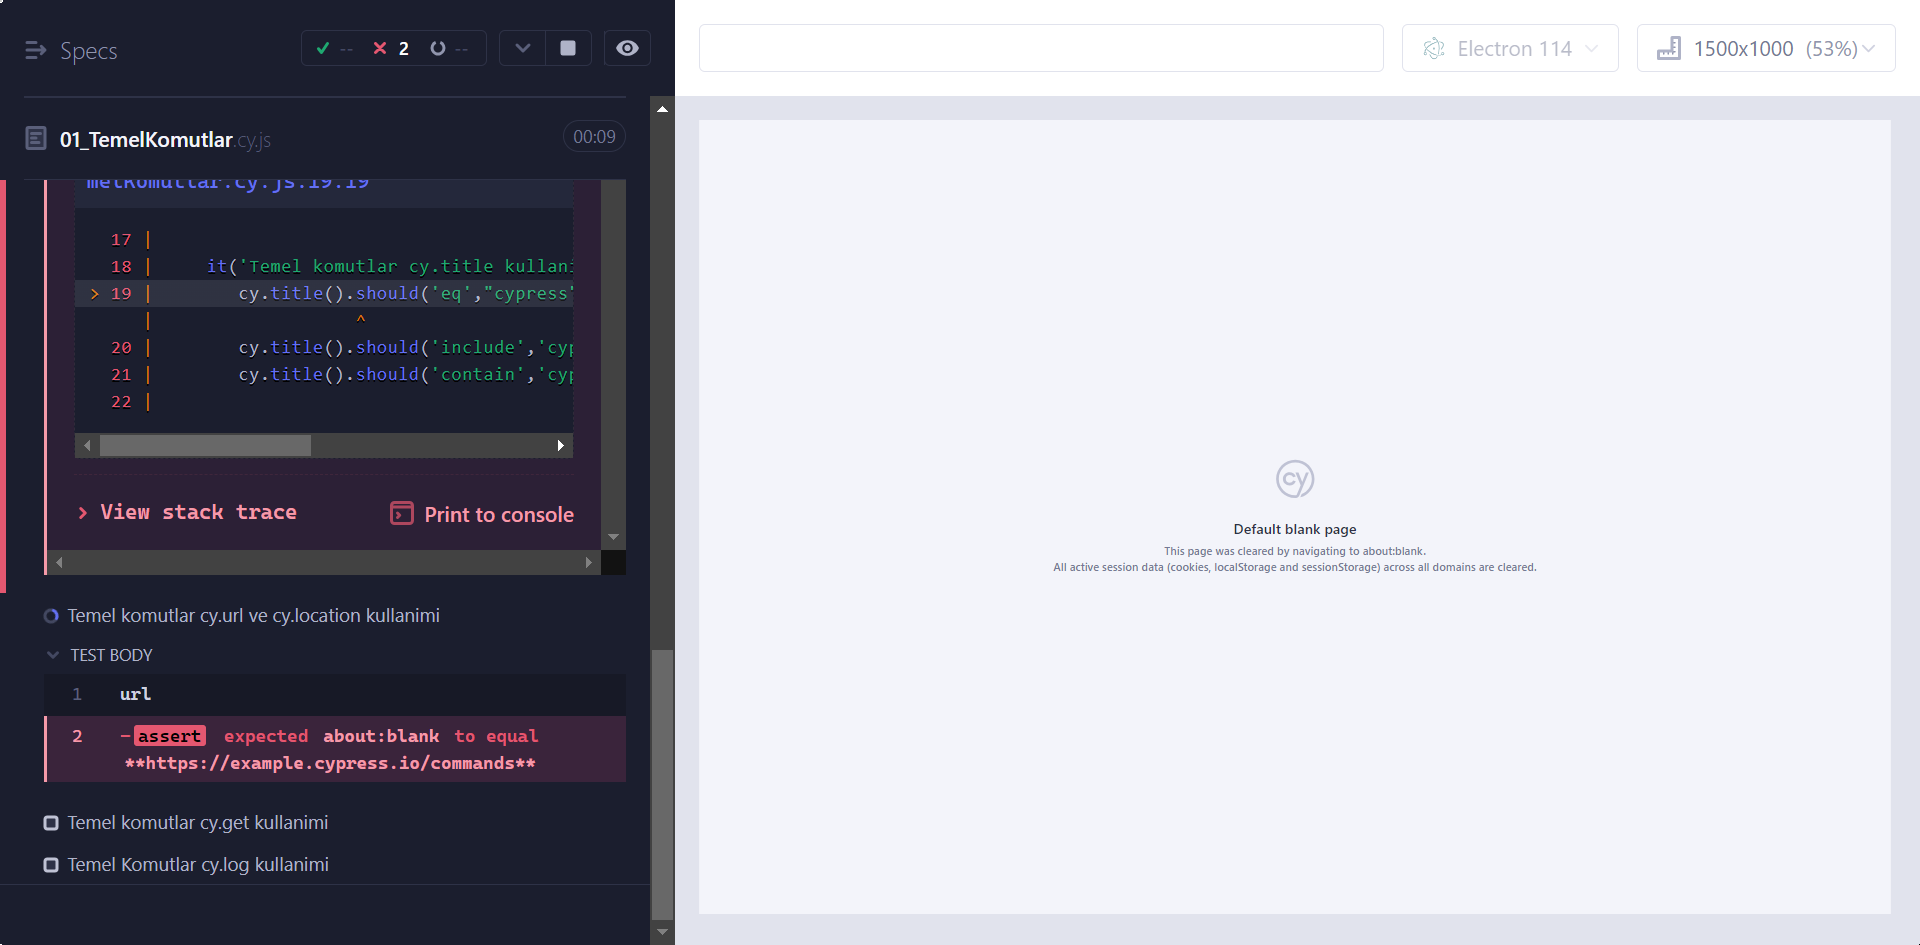 Specs
-- 2 --
Electron 114
1500x1000 (53%)
01_TemelKomutlar.cy.js
00:09
melKomutlar.cy.js:19:19
17 |
18 | it('Temel komutlar cy.title kullani
> 19 | cy.title().should('eq',"cypress"
| ^
20 | cy.title().should('include','cyp
21 | cy.title().should('contain','cyp
22 |
> View stack trace
Print to console
Temel komutlar cy.url ve cy.location kullanimi
TEST BODY
1 url
2 -assert expected about:blank to equal
**https://example.cypress.io/commands**
Temel komutlar cy.get kullanimi
Temel Komutlar cy.log kullanimi
cy
Default blank page
This page was cleared by navigating to about:blank.
All active session data (cookies, localStorage and sessionStorage) across all domains are cleared.